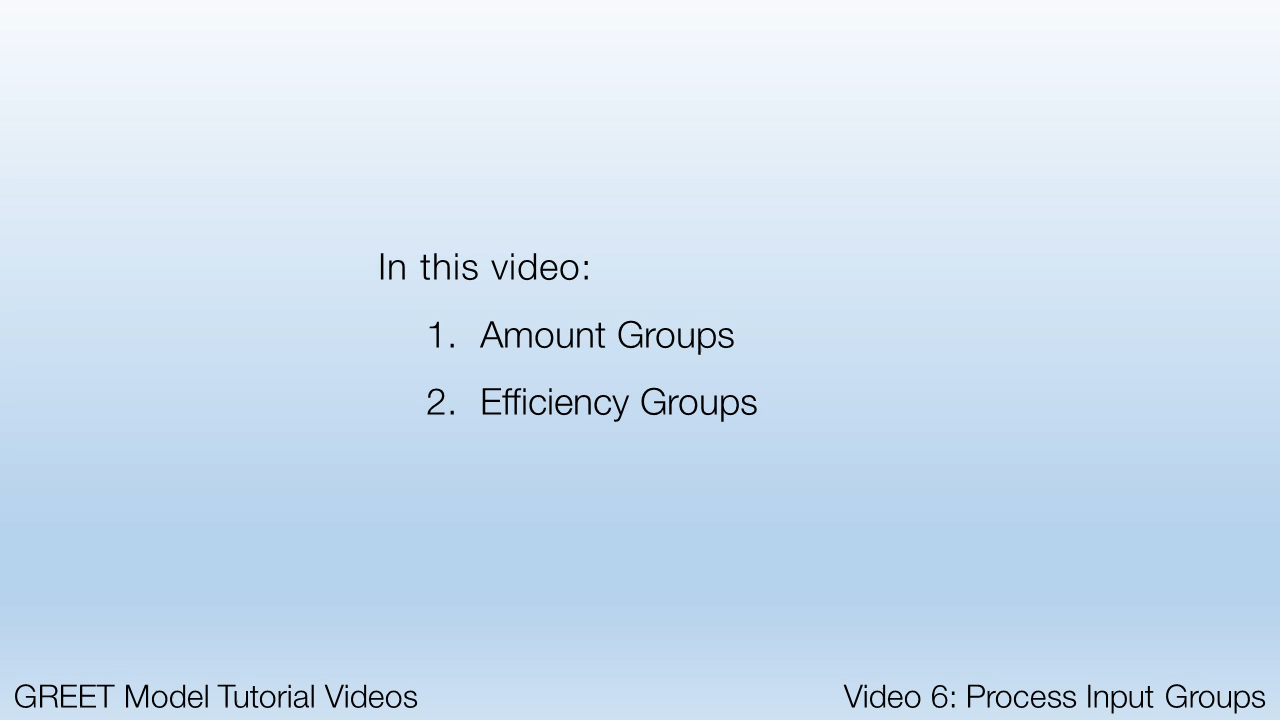 In this video:
1. Amount Groups
2. Efficiency Groups
GREET Model Tutorial Videos
Video 6: Process Input Groups